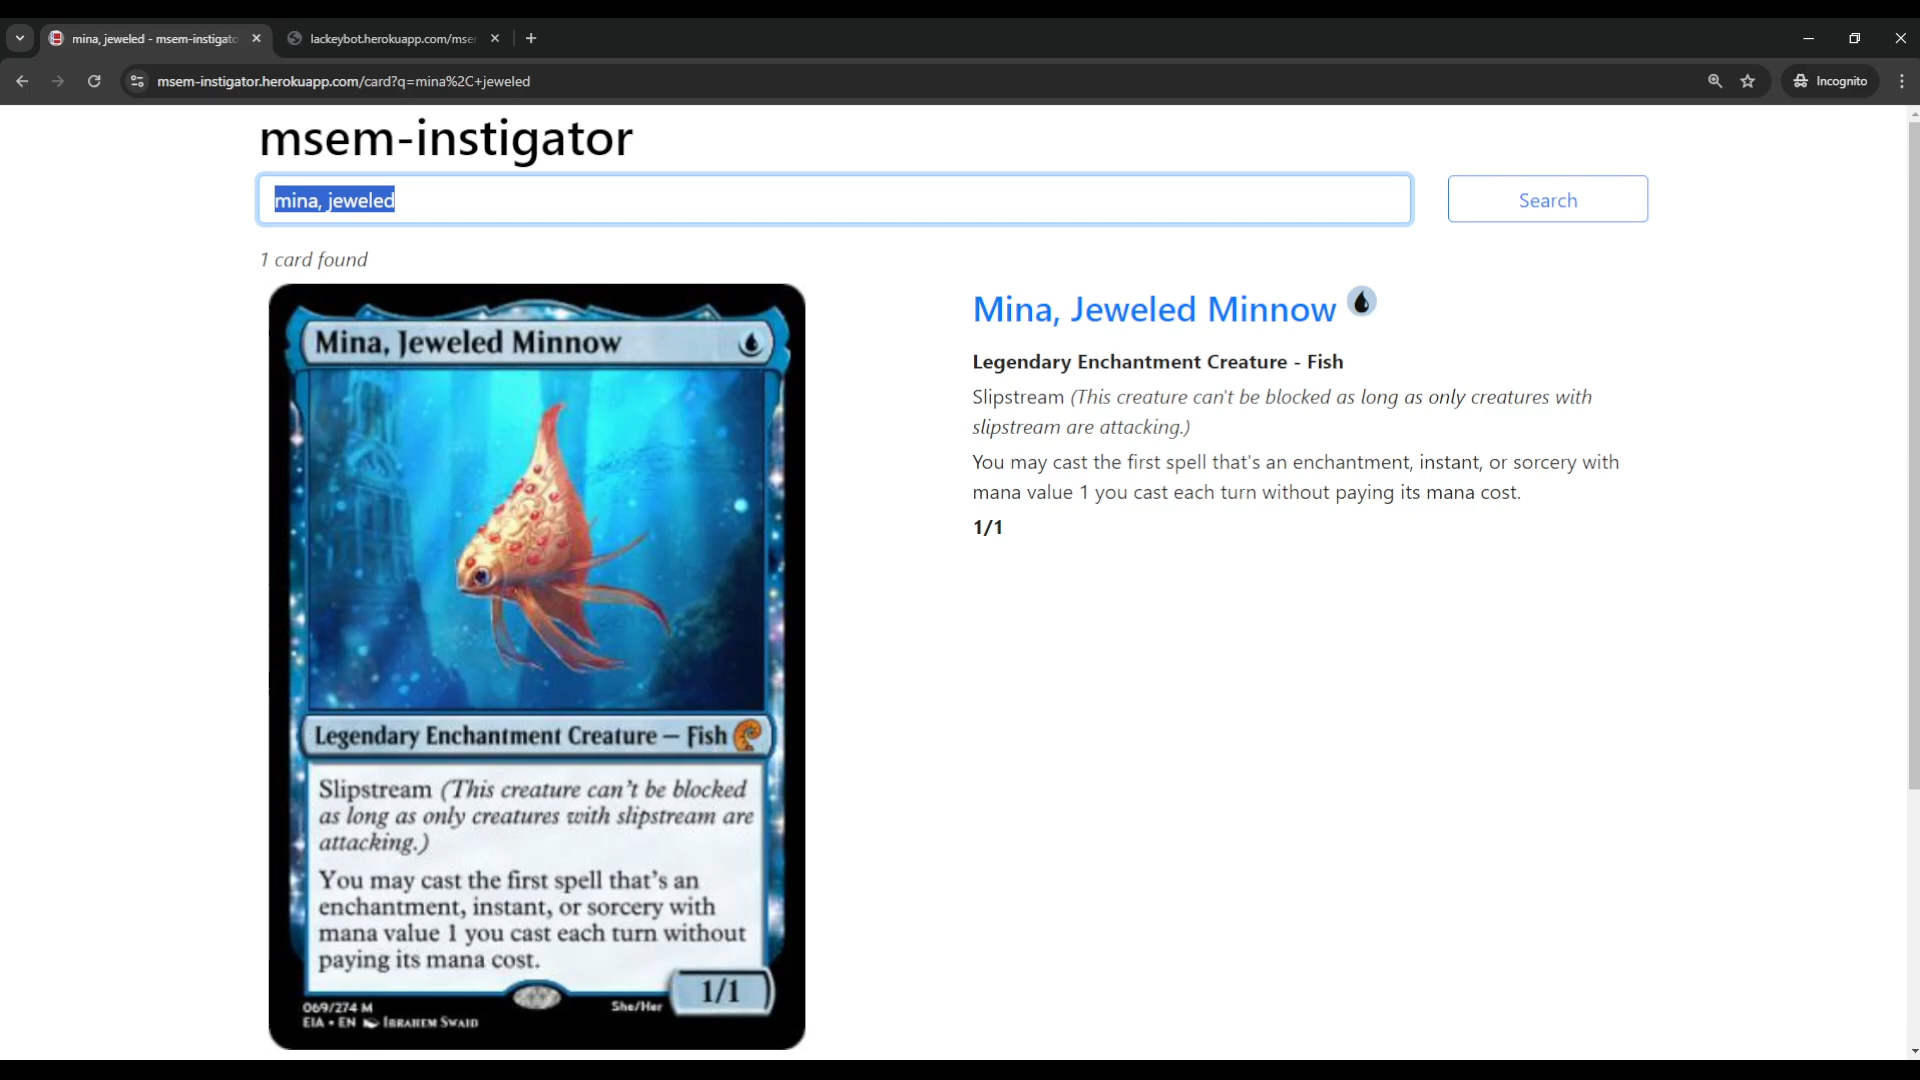 mina, jeweled - msem-instigato
lackeybot.herokuapp.com/mse
msem-instigator.herokuapp.com/card?q=mina%2C+jeweled
Incognito
msem-instigator
mina, jeweled
Search
1 card found
Mina, Jeweled Minnow
Legendary Enchantment Creature — Fish
Slipstream (This creature can't be blocked
as long as only creatures with slipstream are
attacking.)
You may cast the first spell that's an
enchantment, instant, or sorcery with
mana value 1 you cast each turn without
paying its mana cost.
1/1
069/274 M
She/Her
EIA • EN Ibrahem Swaid
Mina, Jeweled Minnow
Legendary Enchantment Creature - Fish
Slipstream (This creature can't be blocked as long as only creatures with
slipstream are attacking.)
You may cast the first spell that's an enchantment, instant, or sorcery with
mana value 1 you cast each turn without paying its mana cost.
1/1